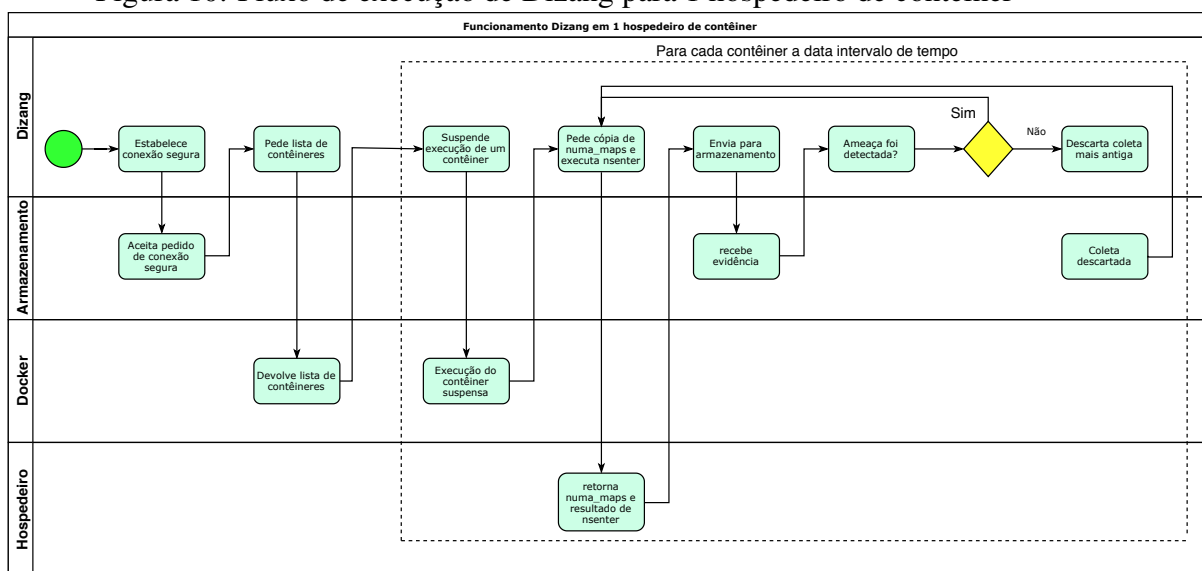 Figura 10: Fluxo de execução de Dizang para 1 hospedeiro de contêiner
Funcionamento Dizang em 1 hospedeiro de contêiner
Para cada contêiner a data intervalo de tempo
Dizang
Estabelece
conexão segura
Pede lista de
contêineres
Suspende
execução de um
contêiner
Pede cópia de
numa_maps e
executa nsenter
Envia para
armazenamento
Ameaça foi
detectada?
Sim
Não
Descarta coleta
mais antiga
Armazenamento
Aceita pedido
de conexão
segura
recebe
evidência
Coleta
descartada
Docker
Devolve lista de
contêineres
Execução do
contêiner
suspensa
Hospedeiro
retorna
numa_maps e
resultado de
nsenter